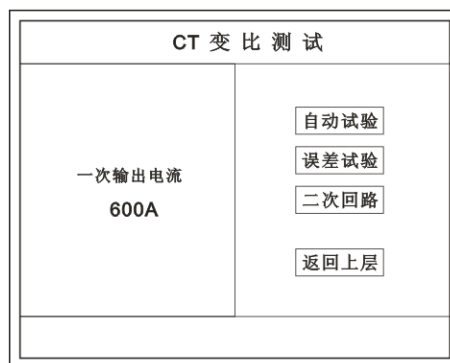 CT 变 比 测 试
一次输出电流
600A
自动试验
误差试验
二次回路
返回上层